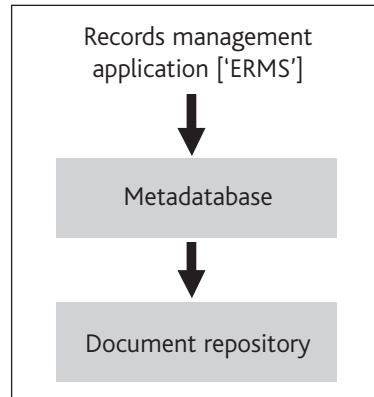 Records management
application [‘ERMS’]
Metadatabase
Document repository